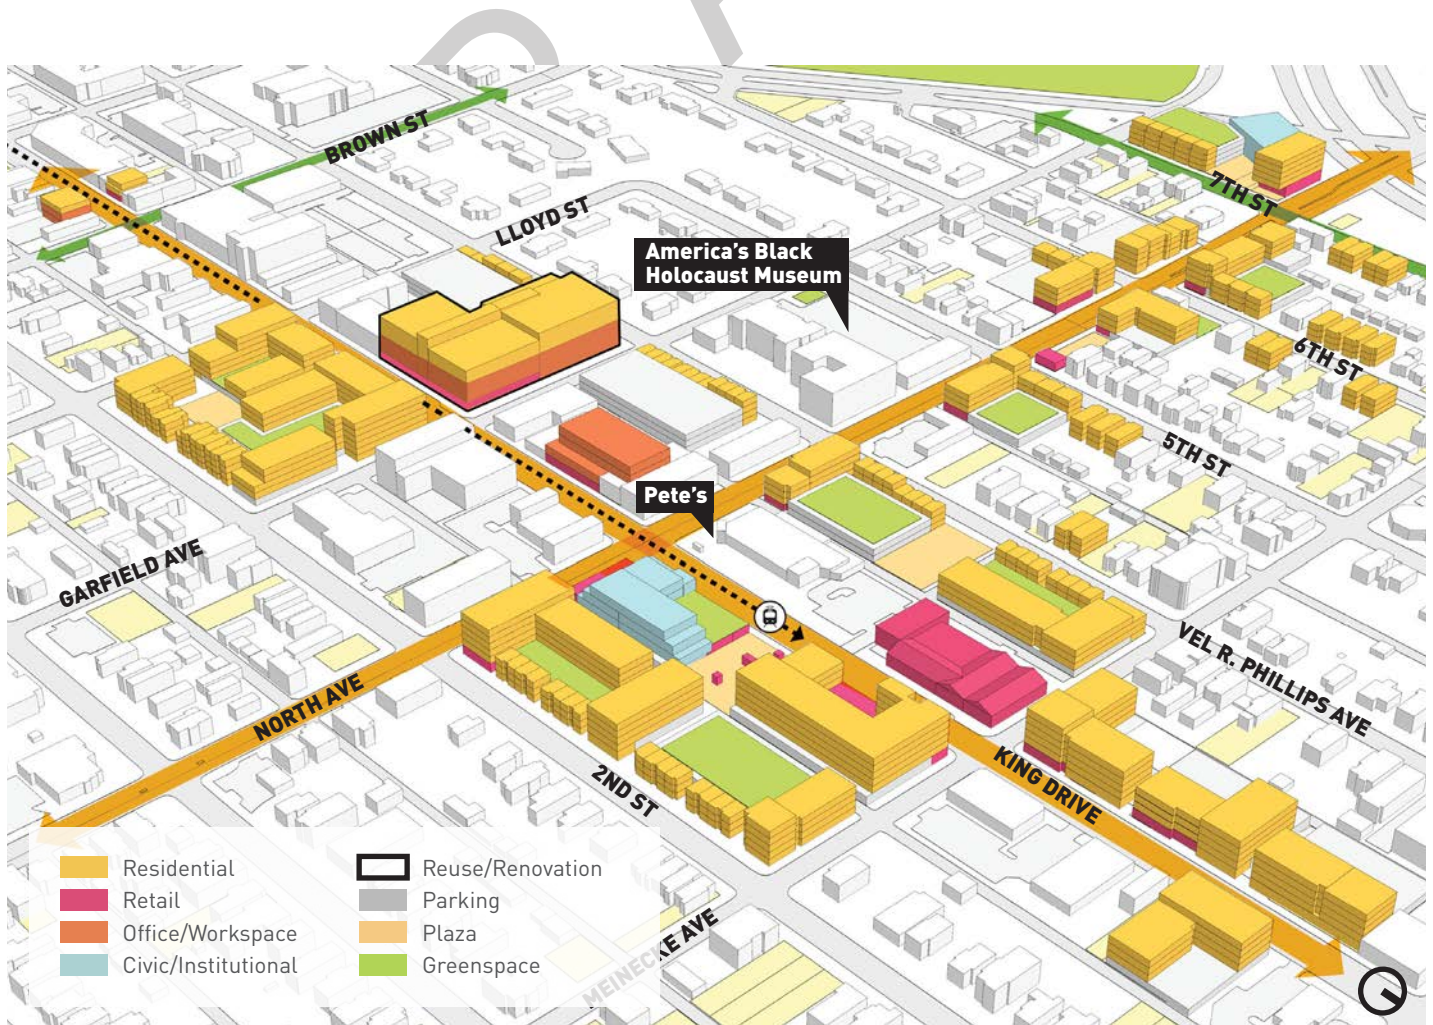 BROWN ST
LLOYD ST
7TH ST
America's Black
Holocaust Museum
6TH ST
5TH ST
Pete's
GARFIELD AVE
VEL R. PHILLIPS AVE
NORTH AVE
2ND ST
KING DRIVE
MEINECKE AVE
Residential
Retail
Office/Workspace
Civic/Institutional
Reuse/Renovation
Parking
Plaza
Greenspace